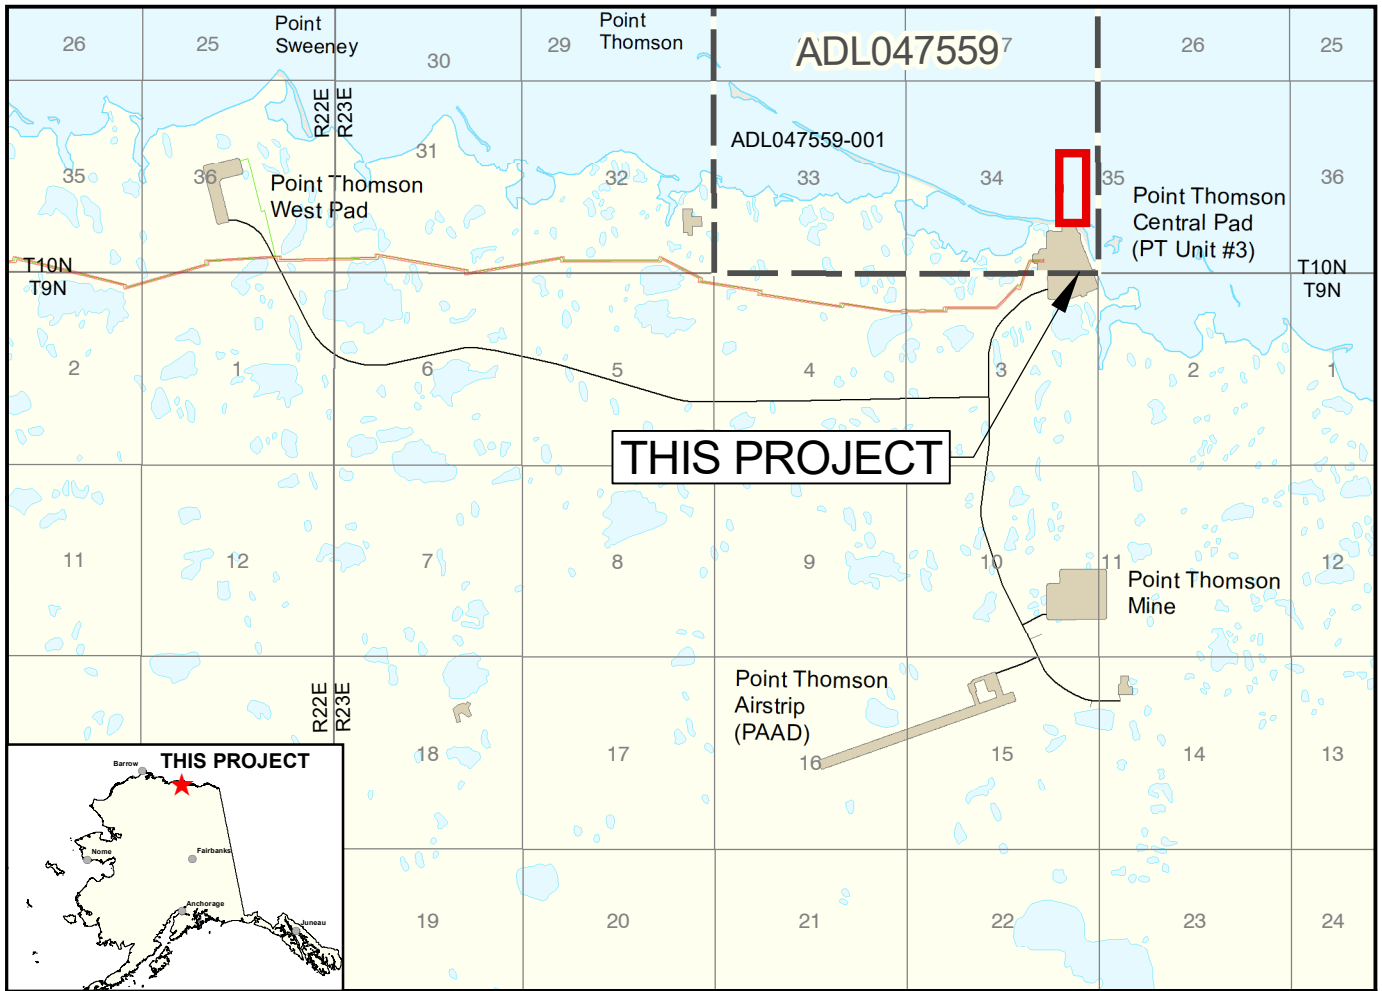 26
25
Point
Sweeney
30
29
Point
Thomson
ADL047559
7
26
25
R22E
R23E
ADL047559-001
35
36
31
32
33
34
35
36
Point Thomson
West Pad
Point Thomson
Central Pad
(PT Unit #3)
T10N
T9N
T10N
T9N
2
1
6
5
4
3
2
1
THIS PROJECT
11
12
7
8
9
10
11
12
Point Thomson
Mine
R22E
R23E
Point Thomson
Airstrip
(PAAD)
18
17
16
15
14
13
THIS PROJECT
Barrow
Nome
Fairbanks
Anchorage
Juneau
19
20
21
22
23
24